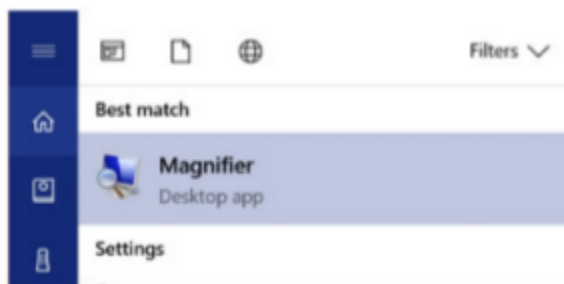 Filters
Best match
Magnifier
Desktop app
Settings